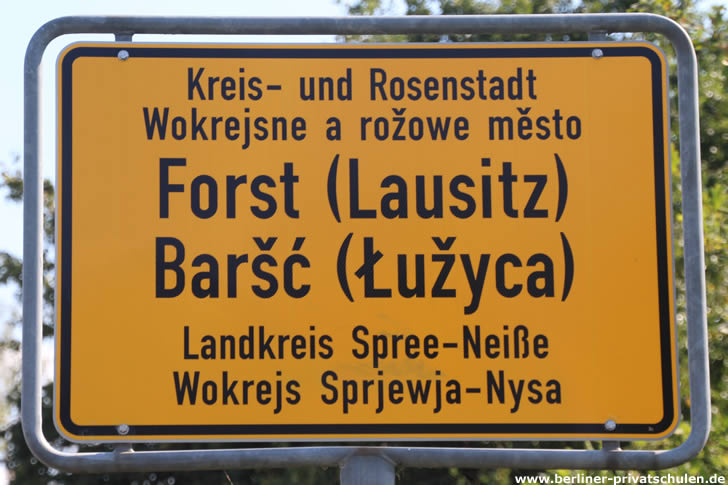 Kreis- und Rosenstadt
Wokrejsne a rožowe město
Forst (Lausitz)
Baršć (Łužyca)
Landkreis Spree-Neiße
Wokrejs Sprjewja-Nysa
www.berliner-privatschulen.de